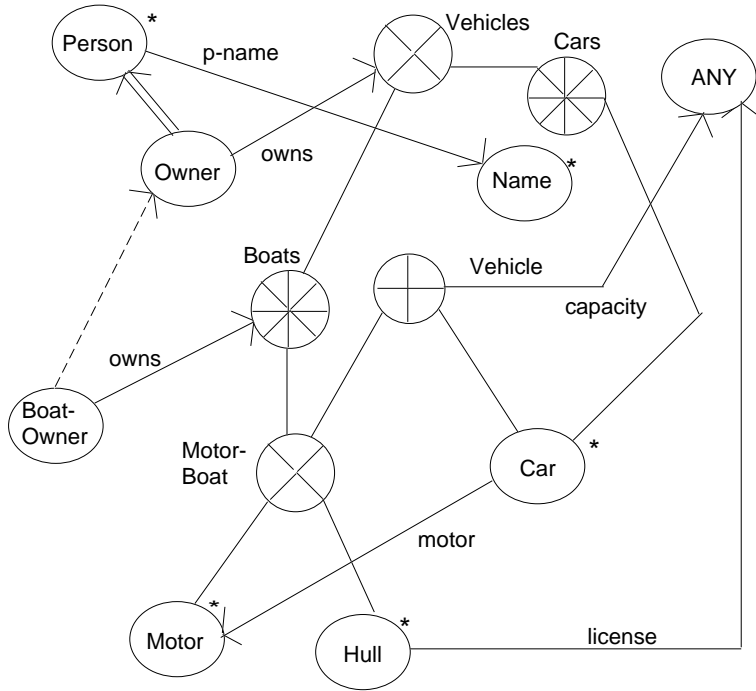 Person
*
p-name
Vehicles
Cars
ANY
Owner
owns
Name
*
Boats
Vehicle
capacity
owns
Boat-
Owner
Motor-
Boat
Car
*
motor
Motor
*
Hull
*
license